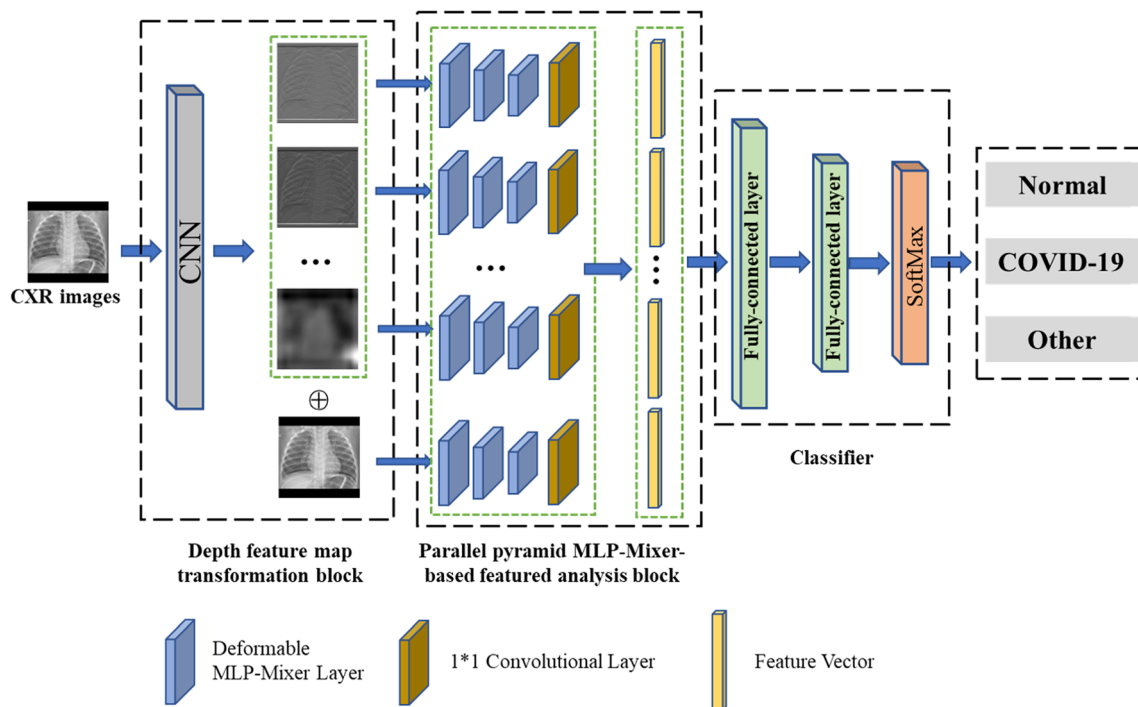 CXR images
CNN
Depth feature map
transformation block
Parallel pyramid MLP-Mixer-
based featured analysis block
Fully-connected layer
Fully-connected layer
SoftMax
Classifier
Normal
COVID-19
Other
Deformable
MLP-Mixer Layer
1*1 Convolutional Layer
Feature Vector